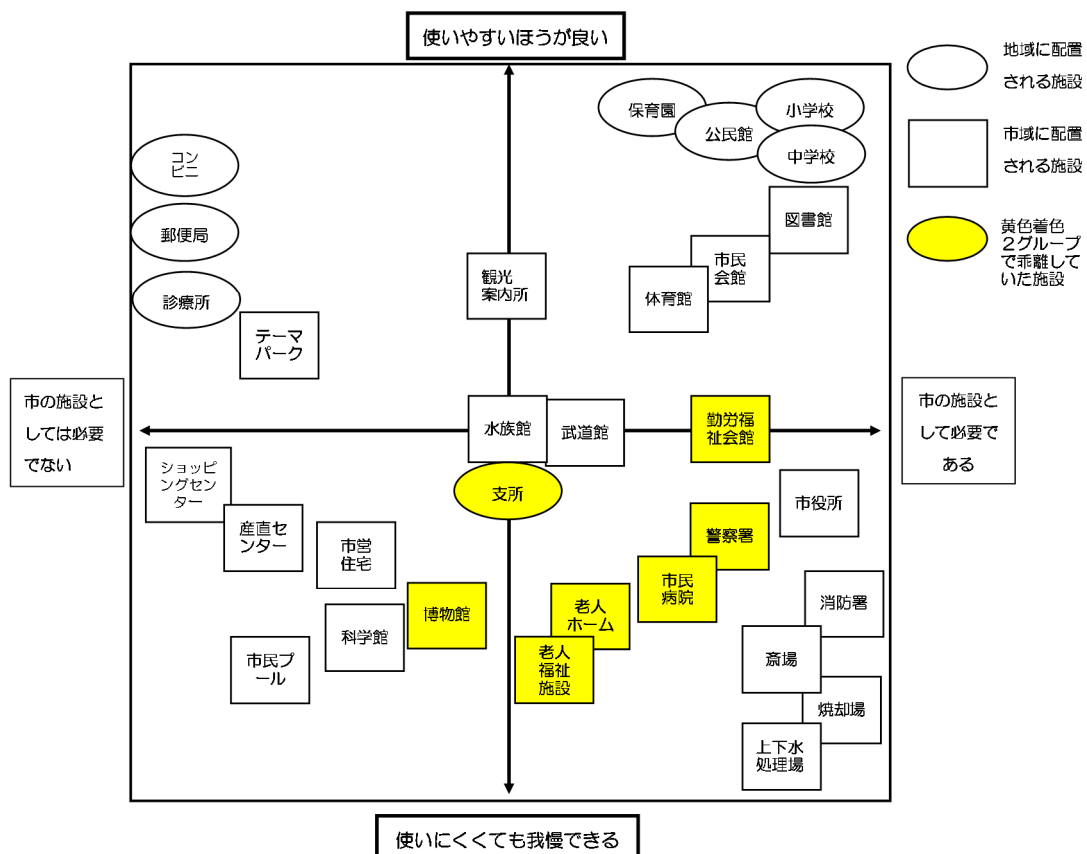 使いやすいほうが良い
地域に配置
される施設
市域に配置
される施設
黄色着色
２グループ
で乖離して
いた施設
保育園
公民館
小学校
中学校
コン
ビニ
郵便局
診療所
図書館
市民
会館
体育館
観光
案内所
テーマ
パーク
市の施設と
しては必要
でない
市の施設と
して必要で
ある
水族館
武道館
勤労福
祉会館
支所
ショッピ
ングセン
ター
産直セ
ンター
市営
住宅
市役所
警察署
市民
病院
博物館
老人
ホーム
老人
福祉
施設
科学館
市民プ
ール
消防署
斎場
焼却場
上下水
処理場
使いにくくても我慢できる